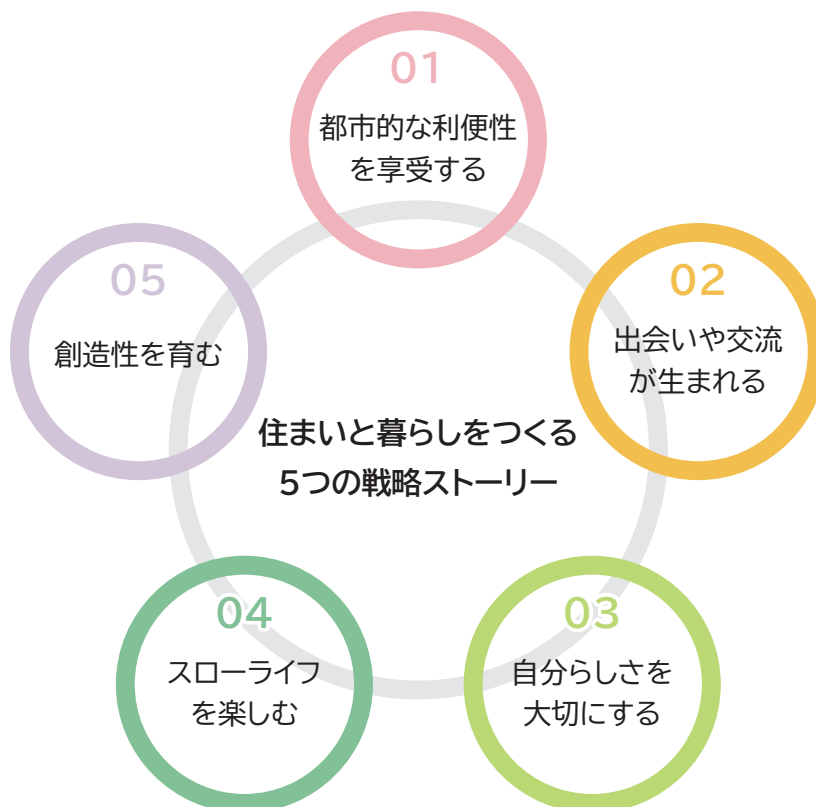 01
都市的な利便性
を享受する
02
出会いや交流
が生まれる
03
自分らしさを
大切にする
04
スローライフ
を楽しむ
05
創造性を育む
住まいと暮らしをつくる
5つの戦略ストーリー